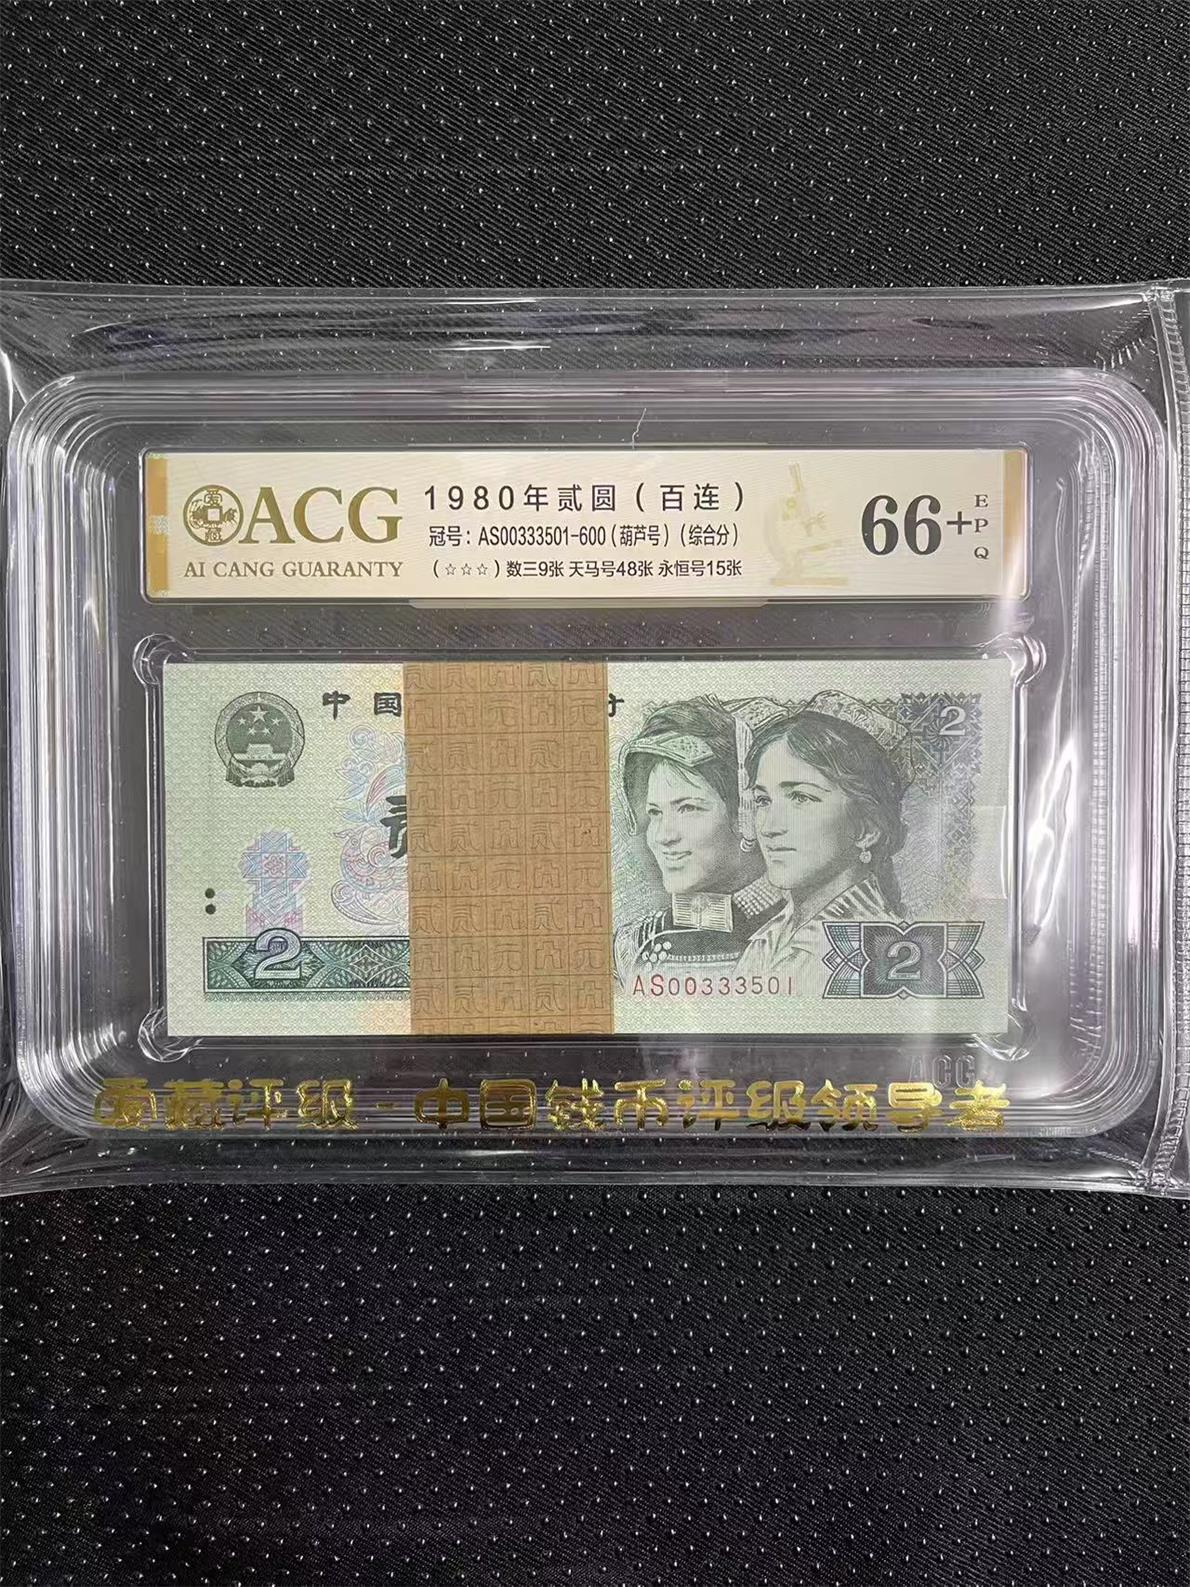 ACG
AI CANG GUARANTY
1980年贰圆（百连）
冠号：AS00333501-600（葫芦号）（综合分）
（☆☆☆）数三9张 天马号48张 永恒号15张
66+
EPQ
中国
2
2
AS00333501
2
ACG
爱藏评级-中国钱币评级领导者